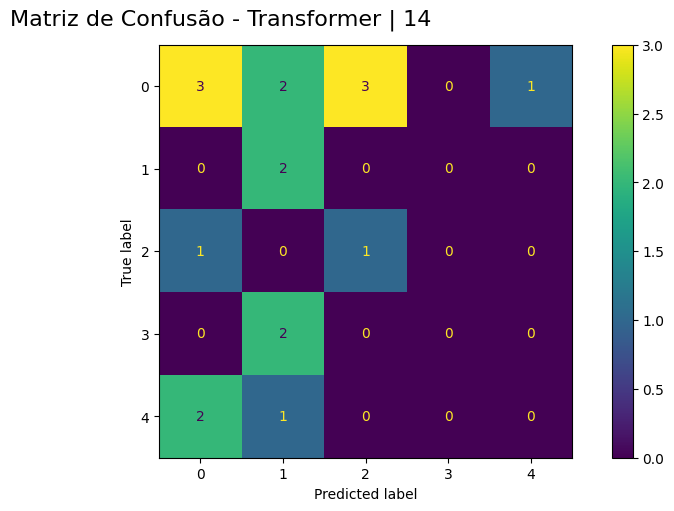 Matriz de Confusão - Transformer | 14
0 3 2 3 0 1
1 0 2 0 0 0
2 1 0 1 0 0
3 0 2 0 0 0
4 2 1 0 0 0
0 1 2 3 4
Predicted label
True label
3.0
2.5
2.0
1.5
1.0
0.5
0.0